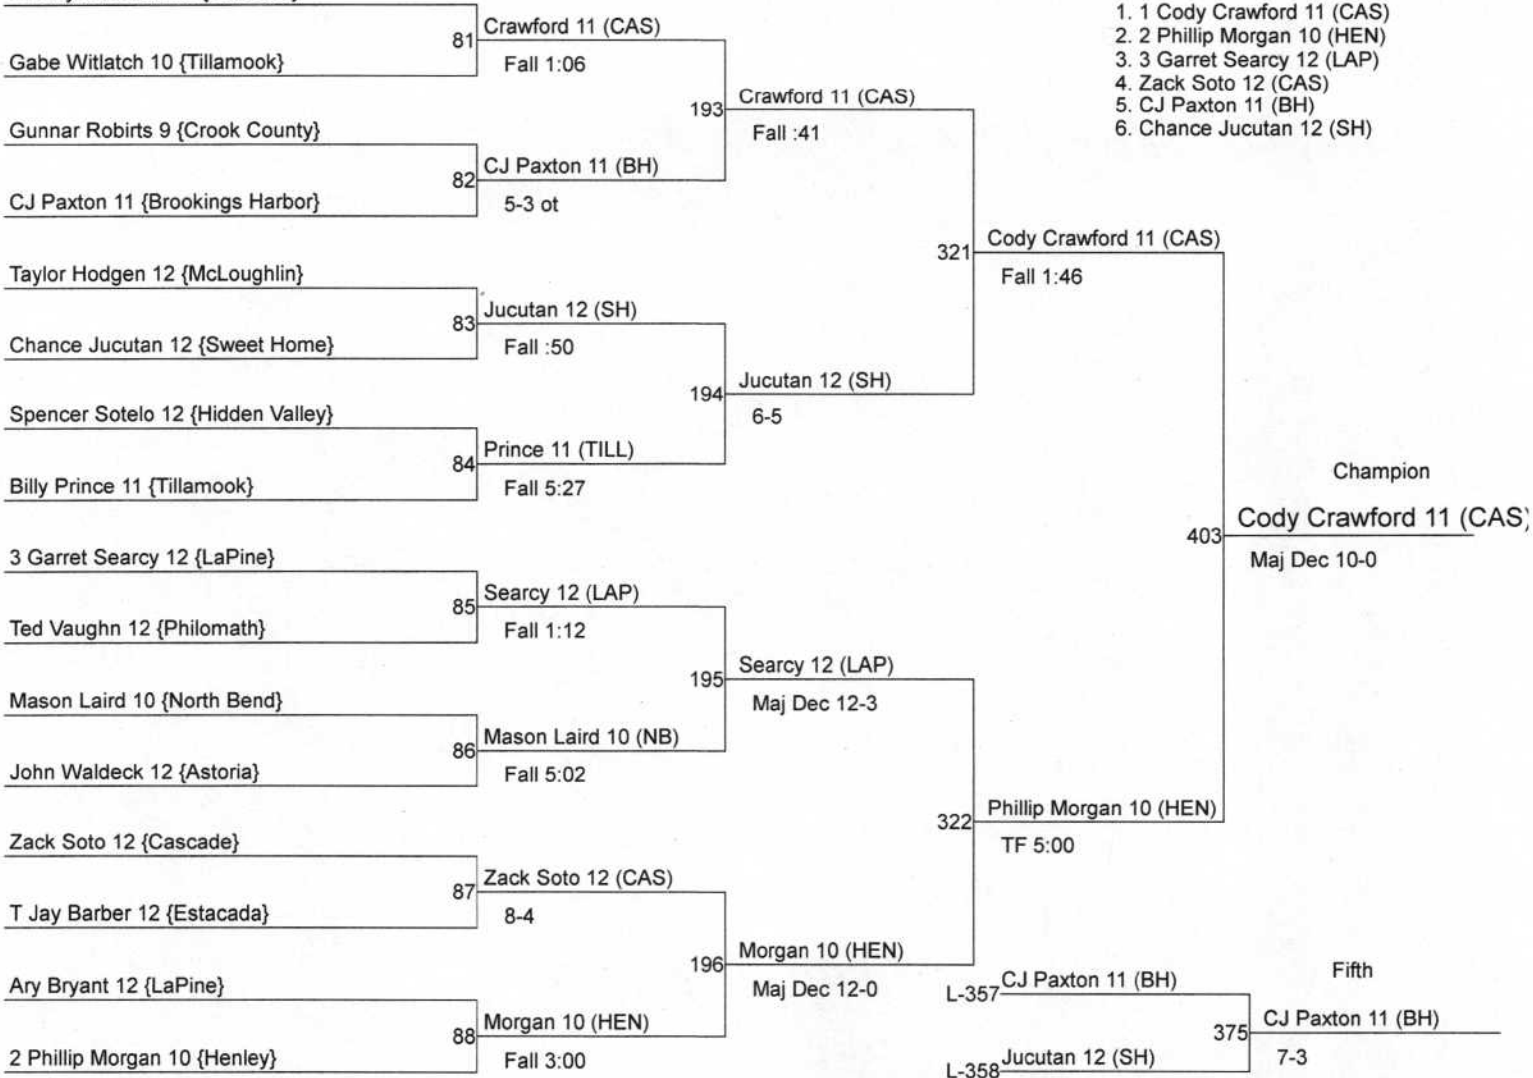 1. 1 Cody Crawford 11 (CAS)
2. 2 Phillip Morgan 10 (HEN)
3. 3 Garret Searcy 12 (LAP)
4. Zack Soto 12 (CAS)
5. CJ Paxton 11 (BH)
6. Chance Jucutan 12 (SH)
Gabe Witlatch 10 {Tillamook}
Gunnar Robirts 9 {Crook County}
CJ Paxton 11 {Brookings Harbor}
Taylor Hodgen 12 {McLoughlin}
Chance Jucutan 12 {Sweet Home}
Spencer Sotelo 12 {Hidden Valley}
Billy Prince 11 {Tillamook}
3 Garret Searcy 12 {LaPine}
Ted Vaughn 12 {Philomath}
Mason Laird 10 {North Bend}
John Waldeck 12 {Astoria}
Zack Soto 12 {Cascade}
T Jay Barber 12 {Estacada}
Ary Bryant 12 {LaPine}
2 Phillip Morgan 10 {Henley}
81 Crawford 11 (CAS)
Fall 1:06
82 CJ Paxton 11 (BH)
5-3 ot
83 Jucutan 12 (SH)
Fall :50
84 Prince 11 (TILL)
Fall 5:27
85 Searcy 12 (LAP)
Fall 1:12
86 Mason Laird 10 (NB)
Fall 5:02
87 Zack Soto 12 (CAS)
8-4
88 Morgan 10 (HEN)
Fall 3:00
193 Crawford 11 (CAS)
Fall :41
194 Jucutan 12 (SH)
6-5
195 Searcy 12 (LAP)
Maj Dec 12-3
196 Morgan 10 (HEN)
Maj Dec 12-0
321 Cody Crawford 11 (CAS)
Fall 1:46
322 Phillip Morgan 10 (HEN)
TF 5:00
Champion
403 Cody Crawford 11 (CAS)
Maj Dec 10-0
L-357 CJ Paxton 11 (BH)
L-358 Jucutan 12 (SH)
Fifth
375 CJ Paxton 11 (BH)
7-3